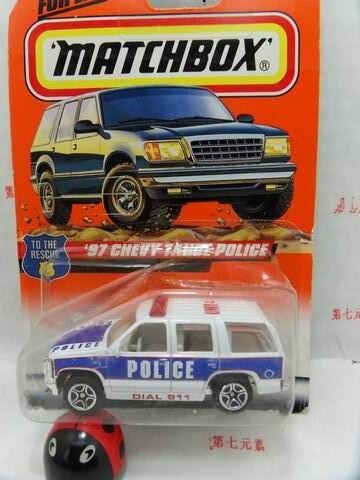 'MATCHBOX'®
TO THE
RESCUE
'97 CHEVY TAHOE POLICE
POLICE
POLICE
DIAL 911
第七元素
第七元素